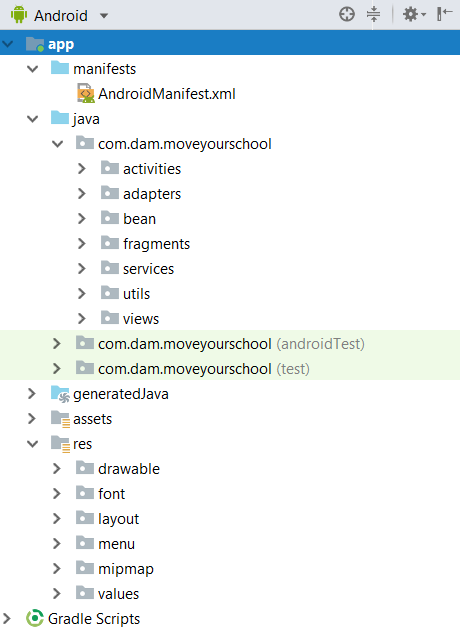 Android
app
manifests
AndroidManifest.xml
java
com.dam.moveyourschool
activities
adapters
bean
fragments
services
utils
views
com.dam.moveyourschool (androidTest)
com.dam.moveyourschool (test)
generatedJava
assets
res
drawable
font
layout
menu
mipmap
values
Gradle Scripts